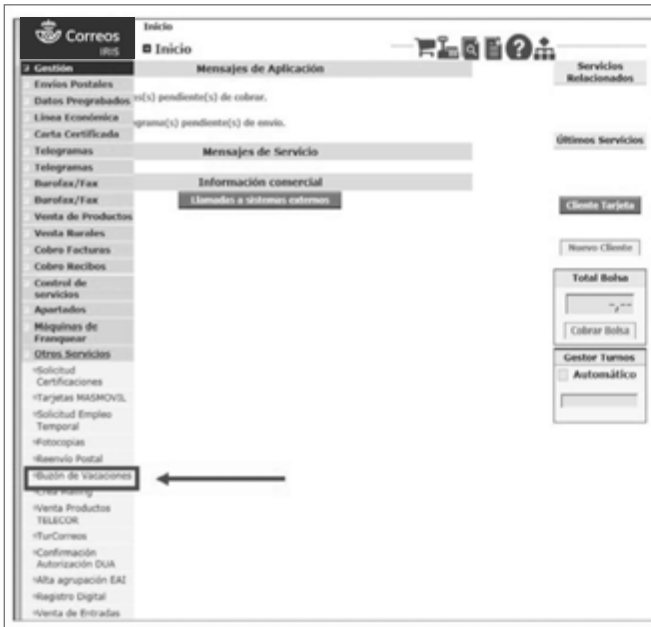 Correos
IRIS
Inicio
Inicio
Gestión
Envíos Postales
Datos Pregrabados
Línea Económica
Carta Certificada
Telegramas
Telegramas
Burofax/Fax
Burofax/Fax
Venta de Productos
Venta Rurales
Cobro Facturas
Cobro Recibos
Control de
servicios
Apartados
Máquinas de
Franquear
Otros Servicios
Solicitud
Certificaciones
Tarjetas MASMOVIL
Solicitud Empleo
Temporal
Fotocopias
Reenvío Postal
Buzón de Vacaciones
Crea Mailing
Venta Productos
TELECOR
TurCorreos
Confirmación
Autorización DUA
Alta agrupación EAI
Registro Digital
Venta de Entradas
Mensajes de Aplicación
es(s) pendiente(s) de cobrar.
grama(s) pendiente(s) de envío.
Mensajes de Servicio
Información comercial
Llamadas a sistemas externos
Servicios
Relacionados
Últimos Servicios
Cliente Tarjeta
Nuevo Cliente
Total Bolsa
-,--
Cobrar Bolsa
Gestor Turnos
Automático